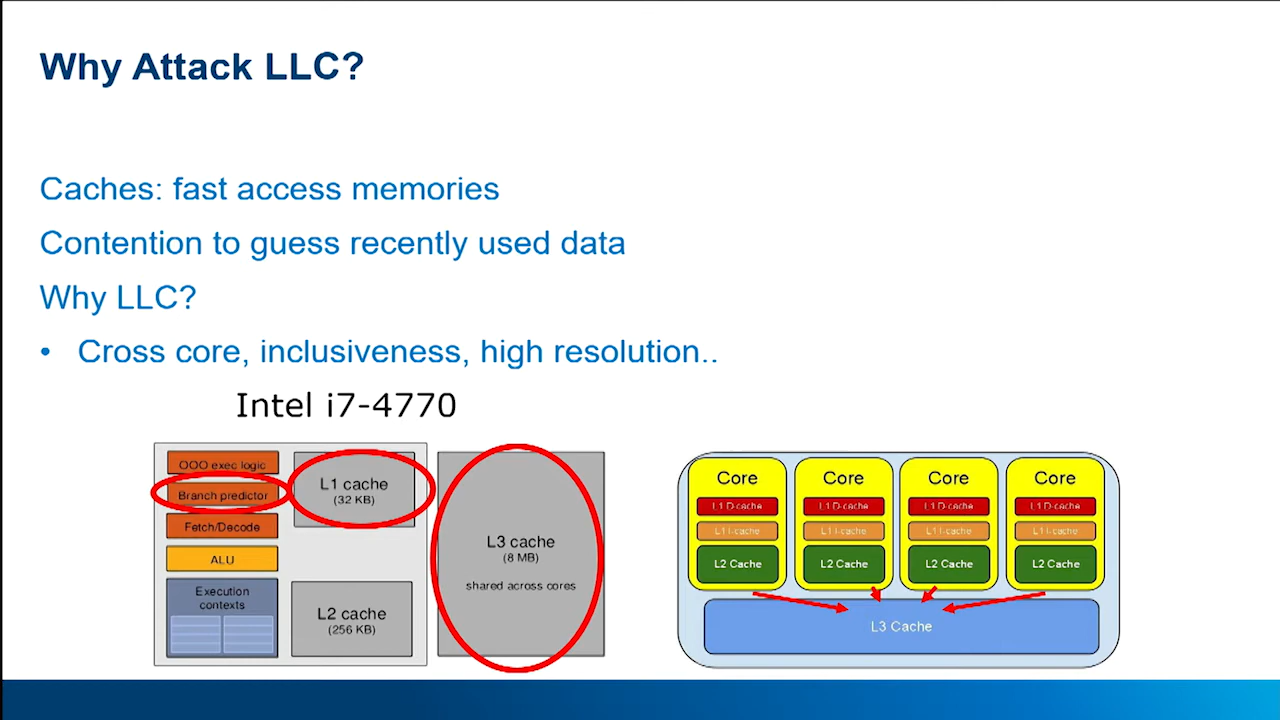 Why Attack LLC?
Caches: fast access memories
Contention to guess recently used data
Why LLC?
• Cross core, inclusiveness, high resolution..
Intel i7-4770
OOO exec logic
Branch predictor
Fetch/Decode
ALU
Execution
contexts
L1 cache
(32 KB)
L2 cache
(256 KB)
L3 cache
(8 MB)
shared across cores
Core
L1 D-cache
L1 I-cache
L2 Cache
Core
L1 D-cache
L1 I-cache
L2 Cache
Core
L1 D-cache
L1 I-cache
L2 Cache
Core
L1 D-cache
L1 I-cache
L2 Cache
L3 Cache